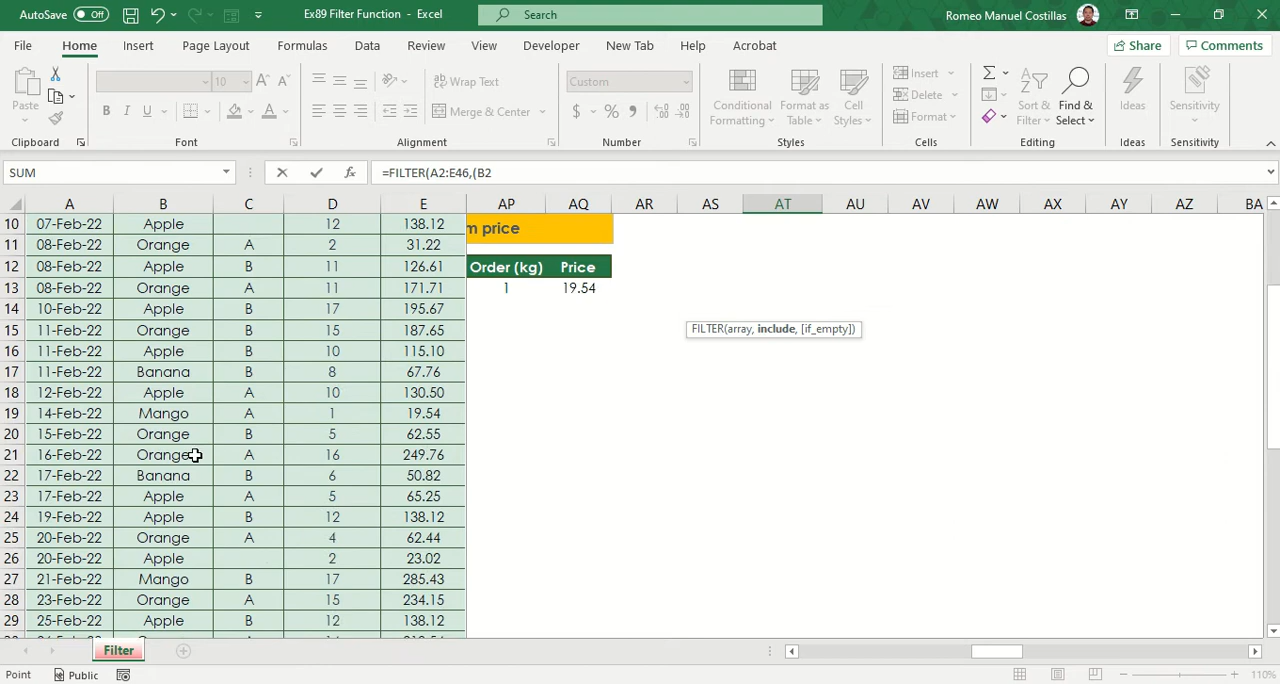 AutoSave Off Ex89 Filter Function - Excel Search Romeo Manuel Costillas
File Home Insert Page Layout Formulas Data Review View Developer New Tab Help Acrobat Share Comments
Paste 10 A A Wrap Text Custom Conditional Formatting Format as Table Cell Styles Insert Delete Format Sort & Filter Find & Select Ideas Sensitivity
B I U A Merge & Center $ %
Clipboard Font Alignment Number Styles Cells Editing Ideas Sensitivity
SUM fx =FILTER(A2:E46,(B2
A B C D E AP AQ AR AS AT AU AV AW AX AY AZ BA
10 07-Feb-22 Apple 12 138.12 m price
11 08-Feb-22 Orange A 2 31.22
12 08-Feb-22 Apple B 11 126.61 Order (kg) Price
13 08-Feb-22 Orange A 11 171.71 1 19.54
14 10-Feb-22 Apple B 17 195.67
15 11-Feb-22 Orange B 15 187.65 FILTER(array, include, [if_empty])
16 11-Feb-22 Apple B 10 115.10
17 11-Feb-22 Banana B 8 67.76
18 12-Feb-22 Apple A 10 130.50
19 14-Feb-22 Mango A 1 19.54
20 15-Feb-22 Orange B 5 62.55
21 16-Feb-22 Orange A 16 249.76
22 17-Feb-22 Banana B 6 50.82
23 17-Feb-22 Apple A 5 65.25
24 19-Feb-22 Apple B 12 138.12
25 20-Feb-22 Orange A 4 62.44
26 20-Feb-22 Apple 2 23.02
27 21-Feb-22 Mango B 17 285.43
28 23-Feb-22 Orange A 15 234.15
29 25-Feb-22 Apple B 12 138.12
Filter
Point Public 110%